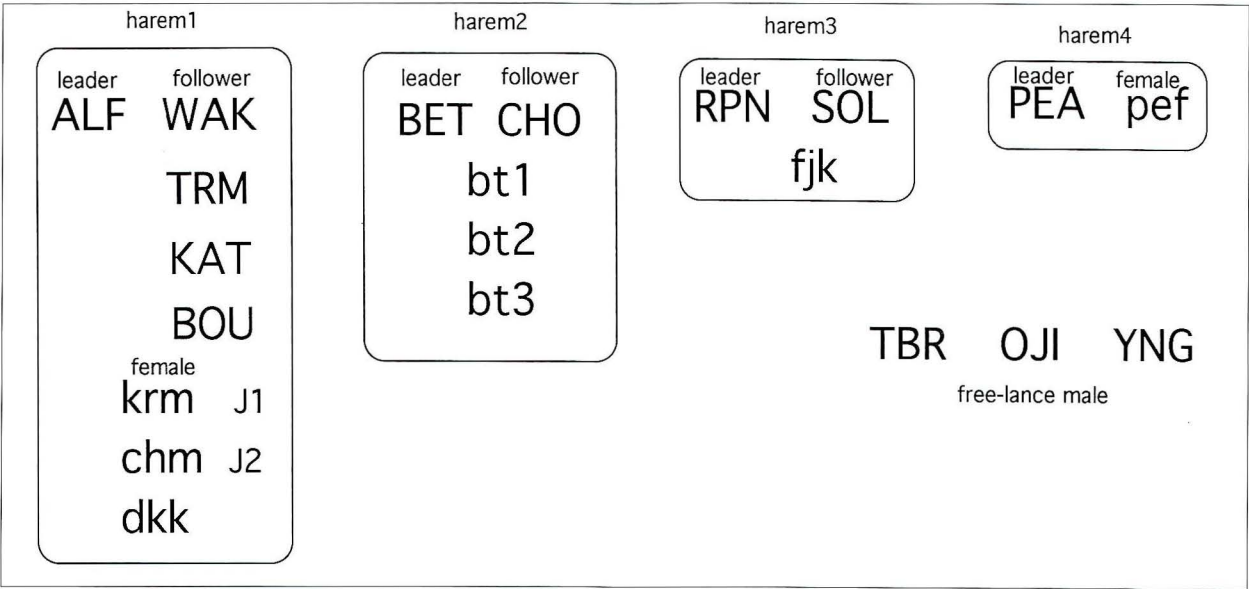 harem1
leader follower
ALF WAK
TRM
KAT
BOU
female
krm J1
chm J2
dkk
harem2
leader follower
BET CHO
bt1
bt2
bt3
harem3
leader follower
RPN SOL
fjk
harem4
leader female
PEA pef
TBR OJI YNG
free-lance male